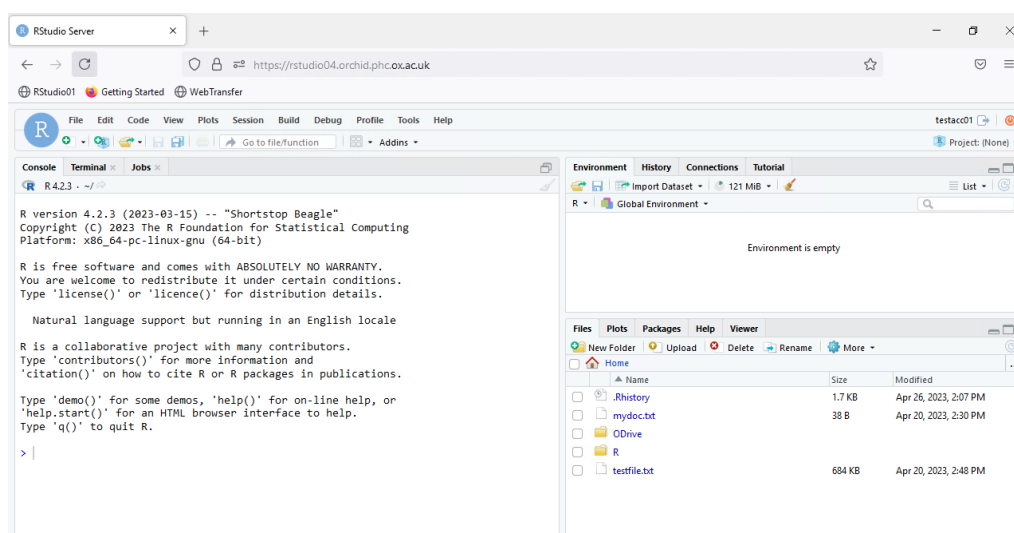 RStudio Server
https://rstudio04.orchid.phc.ox.ac.uk
RStudio01 Getting Started WebTransfer
R File Edit Code View Plots Session Build Debug Profile Tools Help testacc01
Go to file/function Addins Project: (None)
Console Terminal Jobs
R 4.2.3 · ~/
R version 4.2.3 (2023-03-15) -- "Shortstop Beagle"
Copyright (C) 2023 The R Foundation for Statistical Computing
Platform: x86_64-pc-linux-gnu (64-bit)
R is free software and comes with ABSOLUTELY NO WARRANTY.
You are welcome to redistribute it under certain conditions.
Type 'license()' or 'licence()' for distribution details.
Natural language support but running in an English locale
R is a collaborative project with many contributors.
Type 'contributors()' for more information and
'citation()' on how to cite R or R packages in publications.
Type 'demo()' for some demos, 'help()' for on-line help, or
'help.start()' for an HTML browser interface to help.
Type 'q()' to quit R.
>
Environment History Connections Tutorial
Import Dataset 121 MiB List
R Global Environment
Environment is empty
Files Plots Packages Help Viewer
New Folder Upload Delete Rename More
Home
Name Size Modified
.Rhistory 1.7 KB Apr 26, 2023, 2:07 PM
mydoc.txt 38 B Apr 20, 2023, 2:30 PM
ODrive
R
testfile.txt 684 KB Apr 20, 2023, 2:48 PM